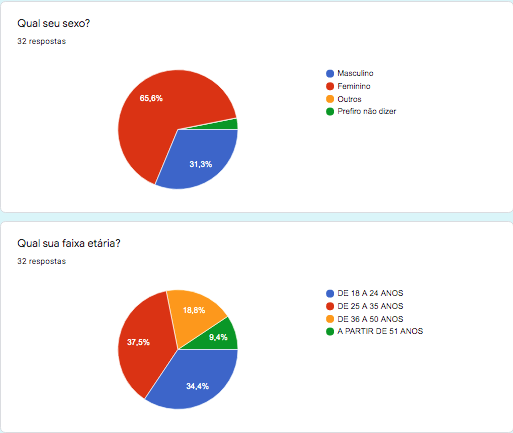 Qual seu sexo?
32 respostas
65,6%
31,3%
Masculino
Feminino
Outros
Prefiro não dizer
Qual sua faixa etária?
32 respostas
18,8%
37,5%
9,4%
34,4%
DE 18 A 24 ANOS
DE 25 A 35 ANOS
DE 36 A 50 ANOS
A PARTIR DE 51 ANOS